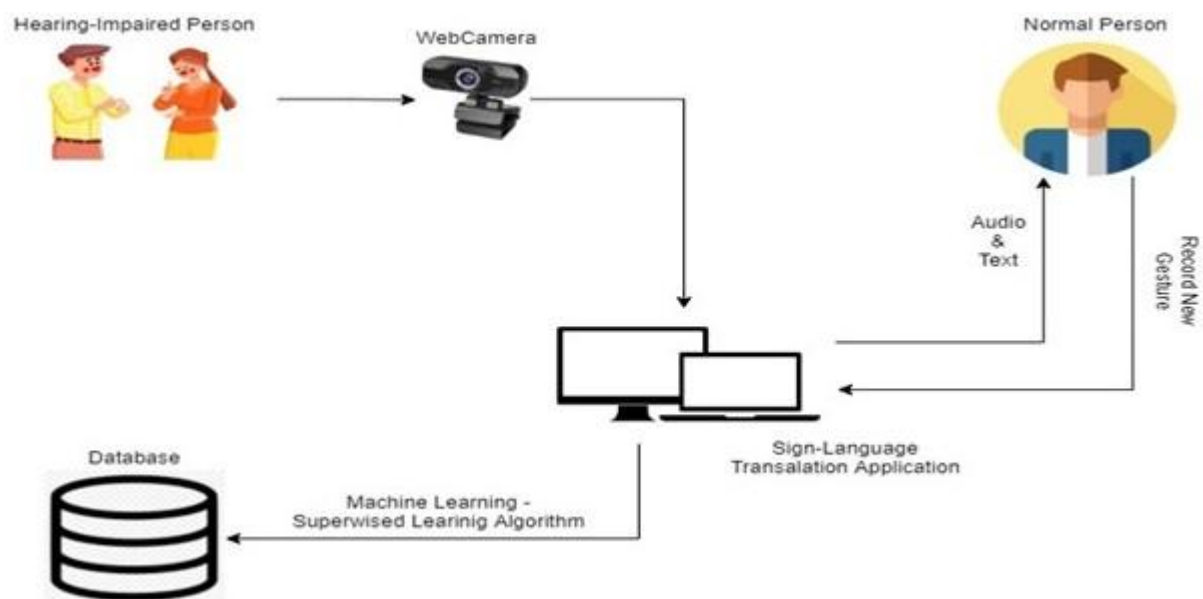 Hearing-Impaired Person
WebCamera
Normal Person
Audio
&
Text
Record New
Gesture
Sign-Language
Transalation Application
Database
Machine Learning -
Superwised Learinig Algorithm